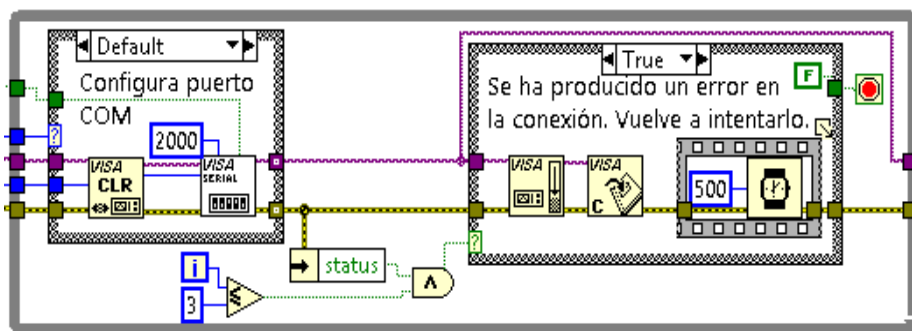 Default
Configura puerto
COM
2000
VISA
CLR
VISA
SERIAL
True
Se ha producido un error en
la conexión. Vuelve a intentarlo.
F
VISA
VISA
C
500
status
i
3